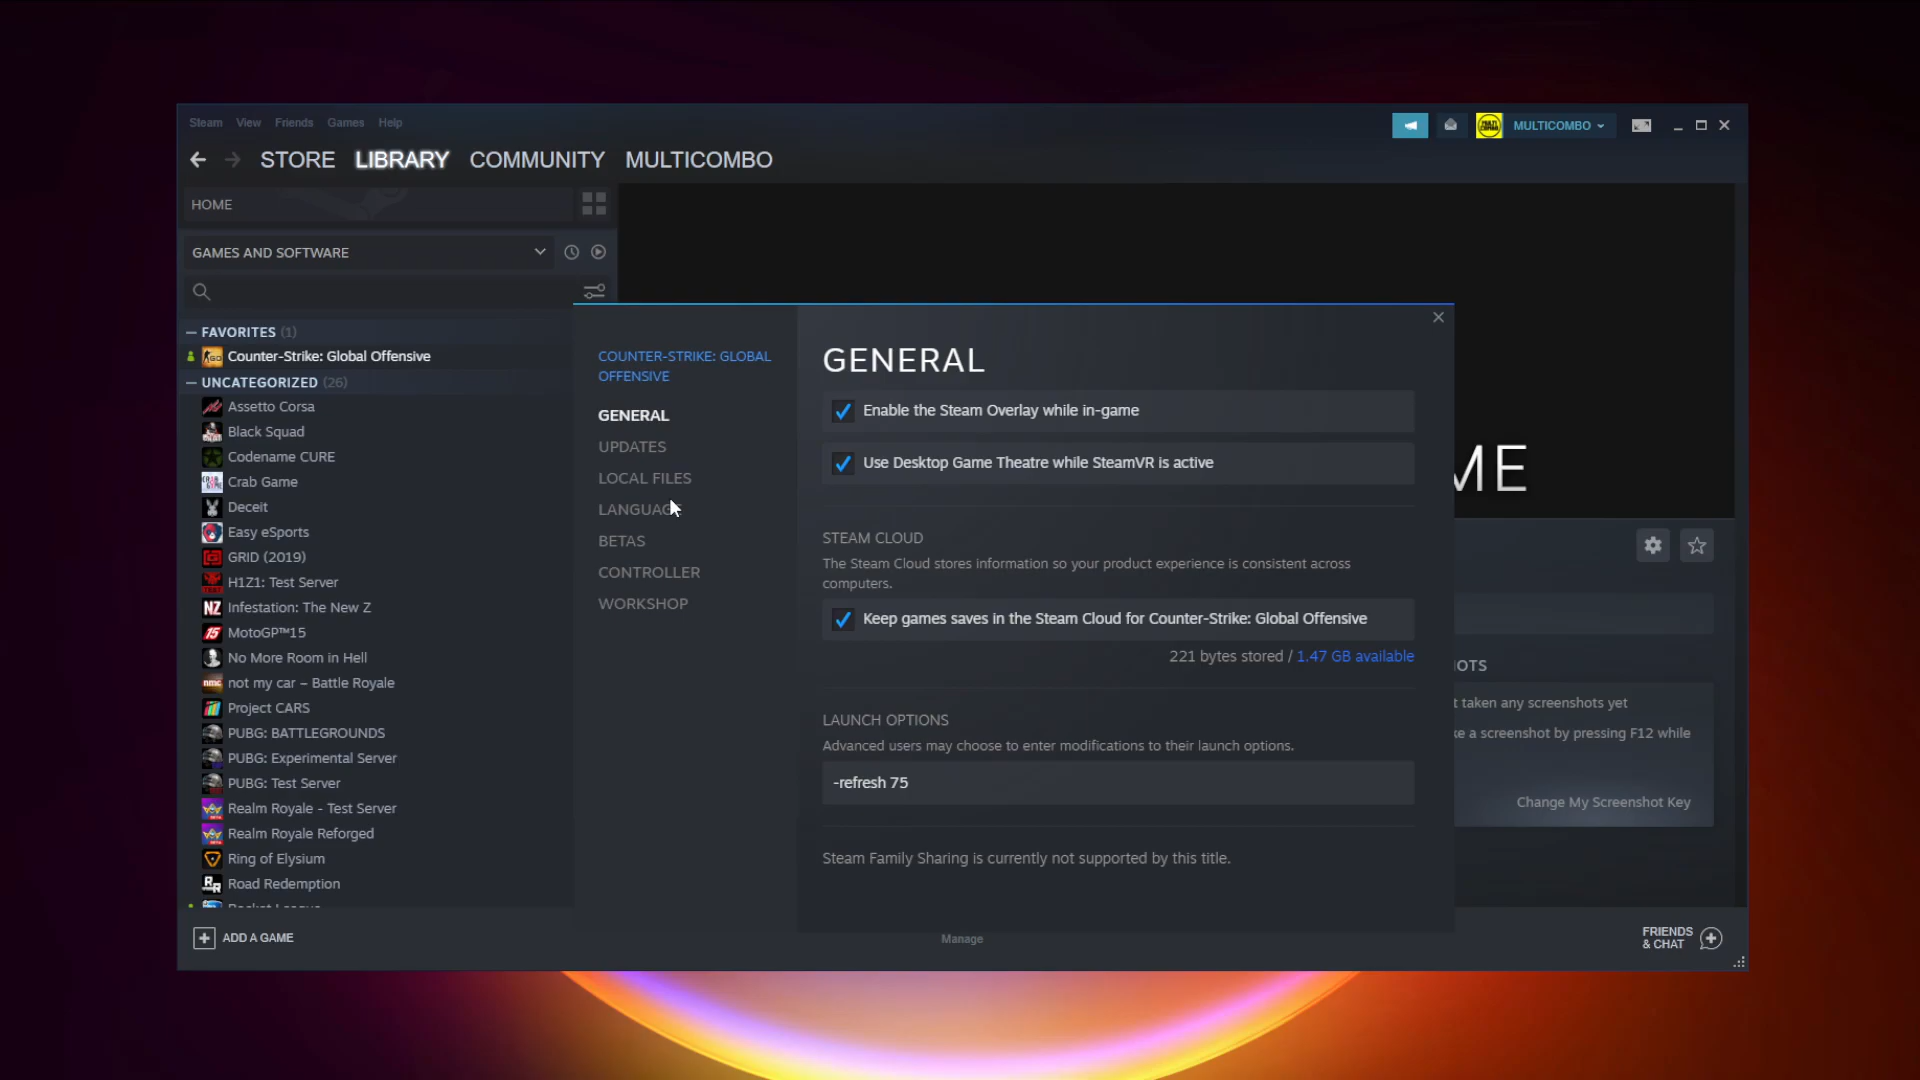 Steam View Friends Games Help
MULTICOMBO
STORE LIBRARY COMMUNITY MULTICOMBO
HOME
GAMES AND SOFTWARE
— FAVORITES (1)
Counter-Strike: Global Offensive
— UNCATEGORIZED (26)
Assetto Corsa
Black Squad
Codename CURE
Crab Game
Deceit
Easy eSports
GRID (2019)
H1Z1: Test Server
Infestation: The New Z
MotoGP™15
No More Room in Hell
not my car – Battle Royale
Project CARS
PUBG: BATTLEGROUNDS
PUBG: Experimental Server
PUBG: Test Server
Realm Royale - Test Server
Realm Royale Reforged
Ring of Elysium
Road Redemption
ADD A GAME
COUNTER-STRIKE: GLOBAL
OFFENSIVE
GENERAL
UPDATES
LOCAL FILES
LANGUAGE
BETAS
CONTROLLER
WORKSHOP
GENERAL
Enable the Steam Overlay while in-game
Use Desktop Game Theatre while SteamVR is active
STEAM CLOUD
The Steam Cloud stores information so your product experience is consistent across
computers.
Keep games saves in the Steam Cloud for Counter-Strike: Global Offensive
221 bytes stored / 1.47 GB available
LAUNCH OPTIONS
Advanced users may choose to enter modifications to their launch options.
-refresh 75
Steam Family Sharing is currently not supported by this title.
Manage
ME
OTS
t taken any screenshots yet
ke a screenshot by pressing F12 while
Change My Screenshot Key
FRIENDS
& CHAT